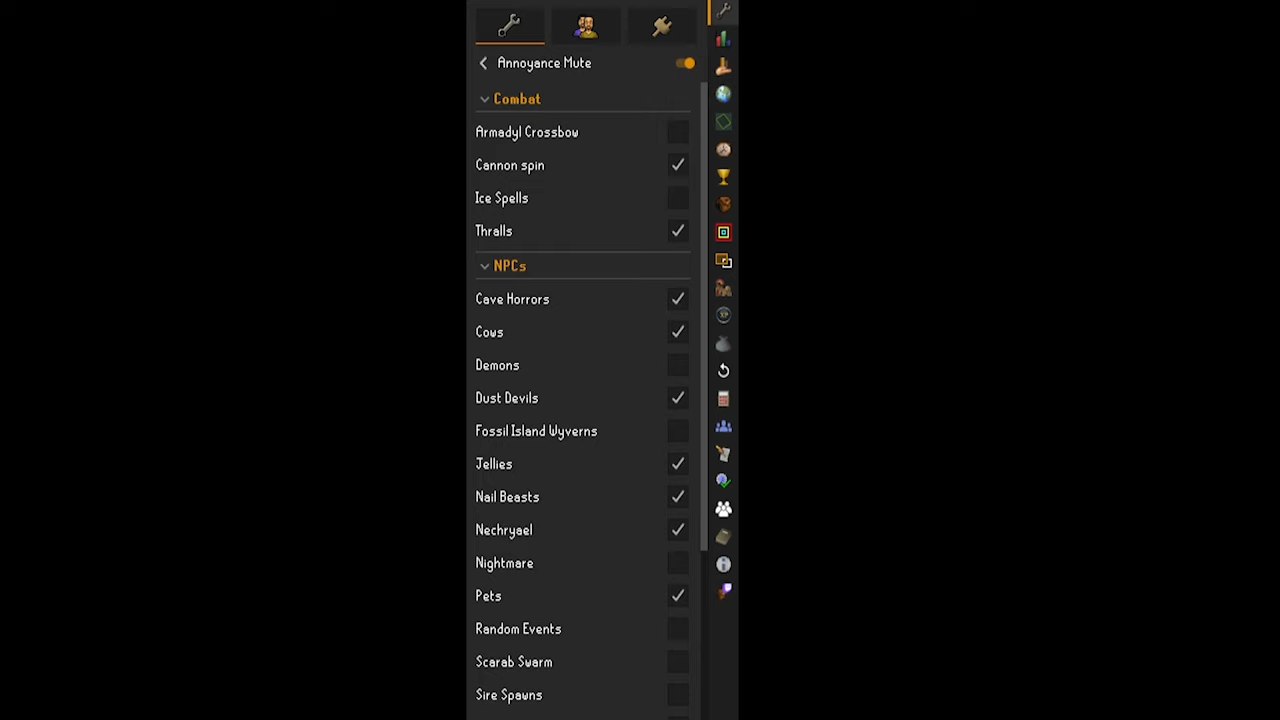 Annoyance Mute
Combat
Armadyl Crossbow
Cannon spin
Ice Spells
Thralls
NPCs
Cave Horrors
Cows
Demons
Dust Devils
Fossil Island Wyverns
Jellies
Nail Beasts
Nechryael
Nightmare
Pets
Random Events
Scarab Swarm
Sire Spawns
XP